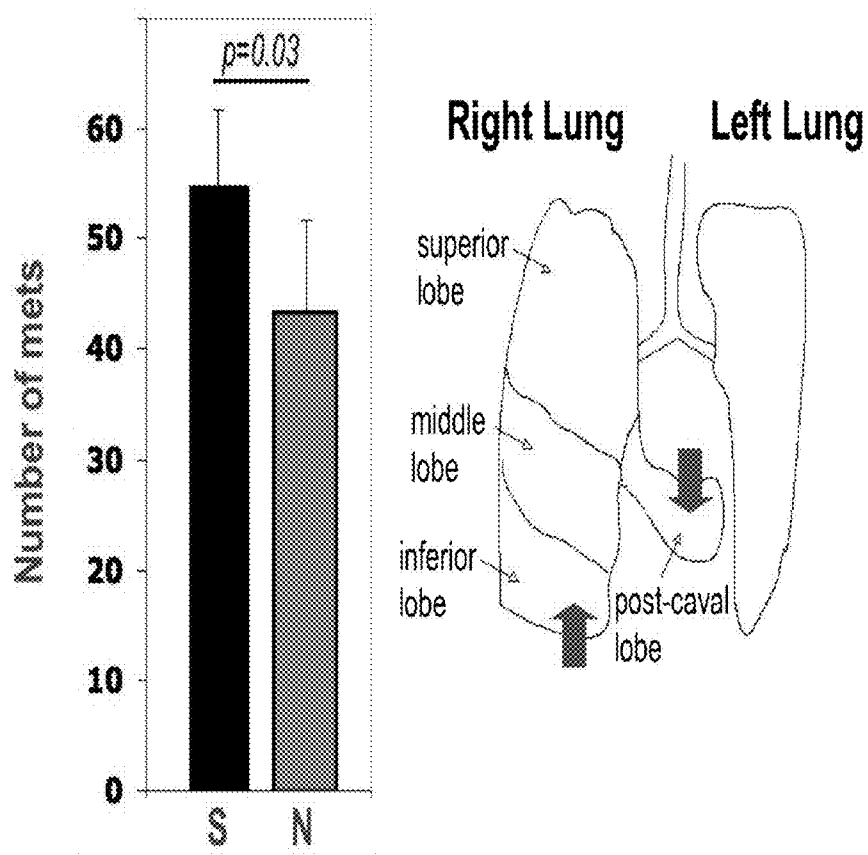 p=0.03
Number of mets
60
50
40
30
20
10
0
S N
Right Lung Left Lung
superior
lobe
middle
lobe
inferior
lobe
post-caval
lobe